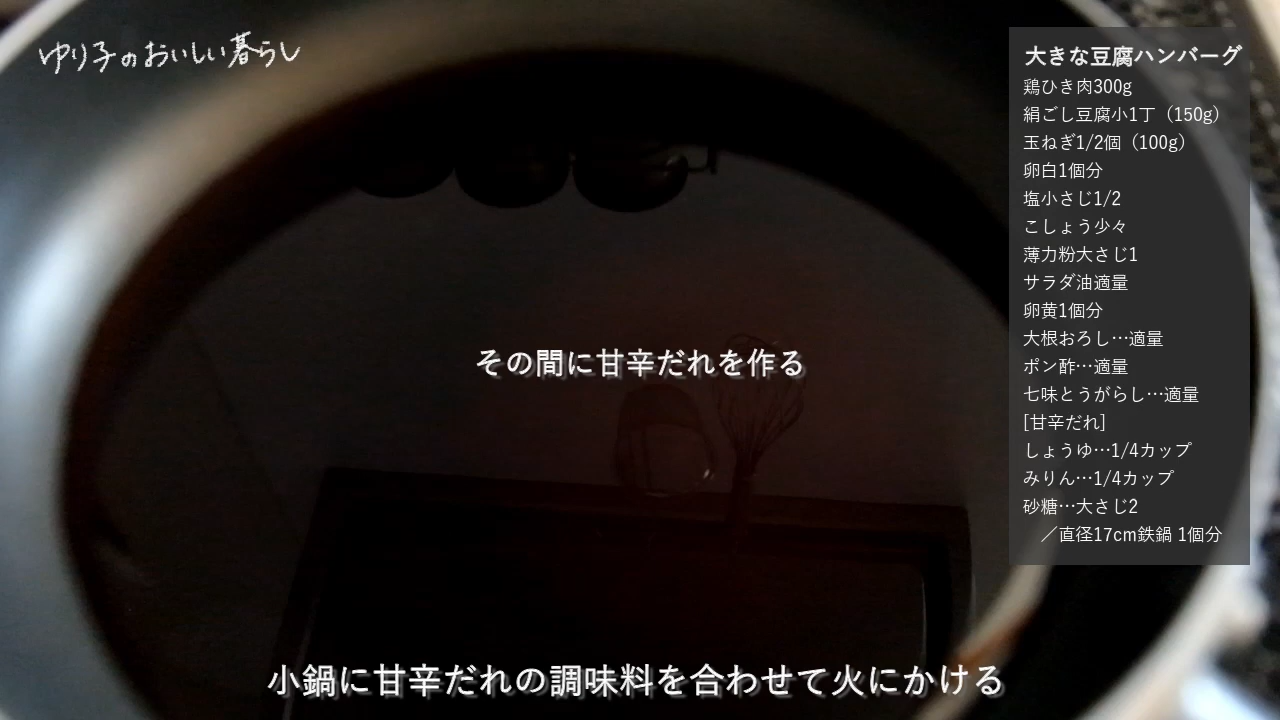 ゆり子のおいしい暮らし
大きな豆腐ハンバーグ
鶏ひき肉300g
絹ごし豆腐小1丁（150g）
玉ねぎ1/2個（100g）
卵白1個分
塩小さじ1/2
こしょう少々
薄力粉大さじ1
サラダ油適量
卵黄1個分
大根おろし…適量
ポン酢…適量
七味とうがらし…適量
[甘辛だれ]
しょうゆ…1/4カップ
みりん…1/4カップ
砂糖…大さじ2
／直径17cm鉄鍋 1個分
その間に甘辛だれを作る
小鍋に甘辛だれの調味料を合わせて火にかける